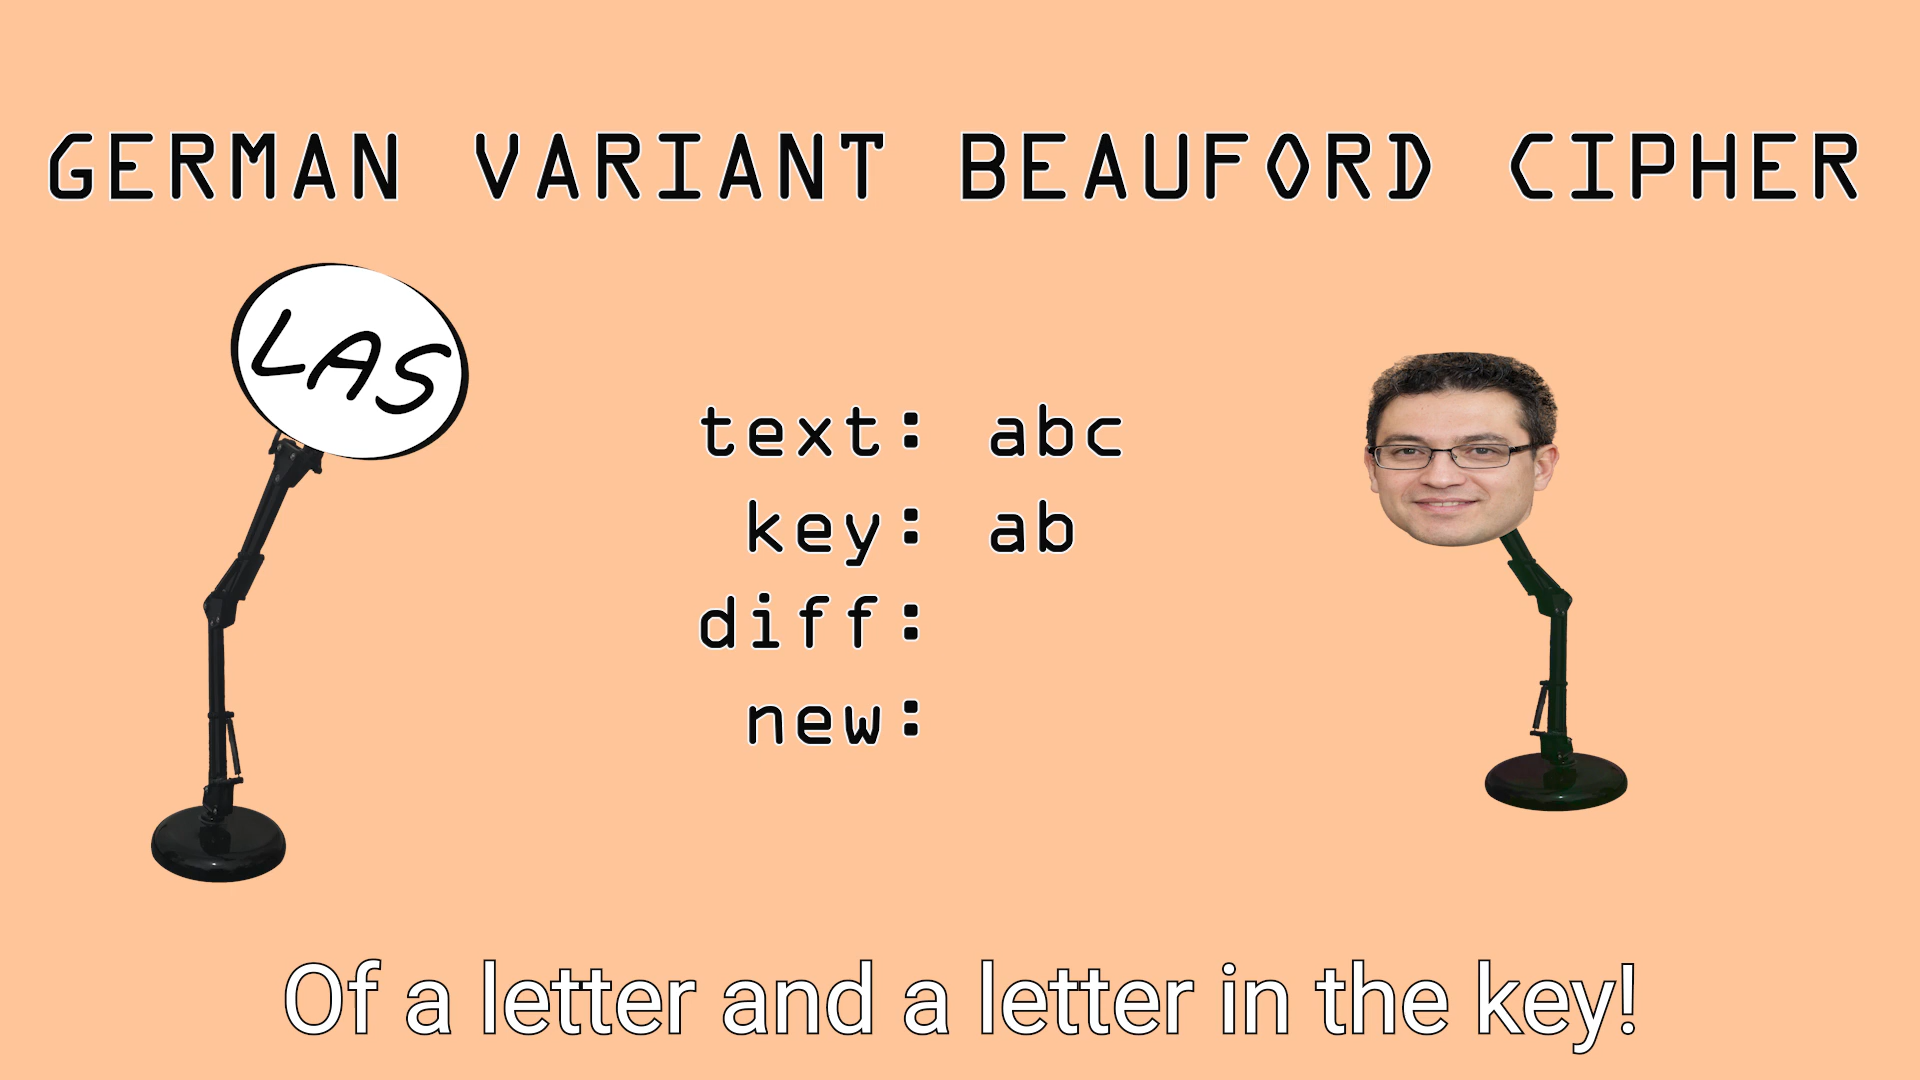 GERMAN VARIANT BEAUFORD CIPHER
LAS
text: abc
key: ab
diff:
new:
Of a letter and a letter in the key!